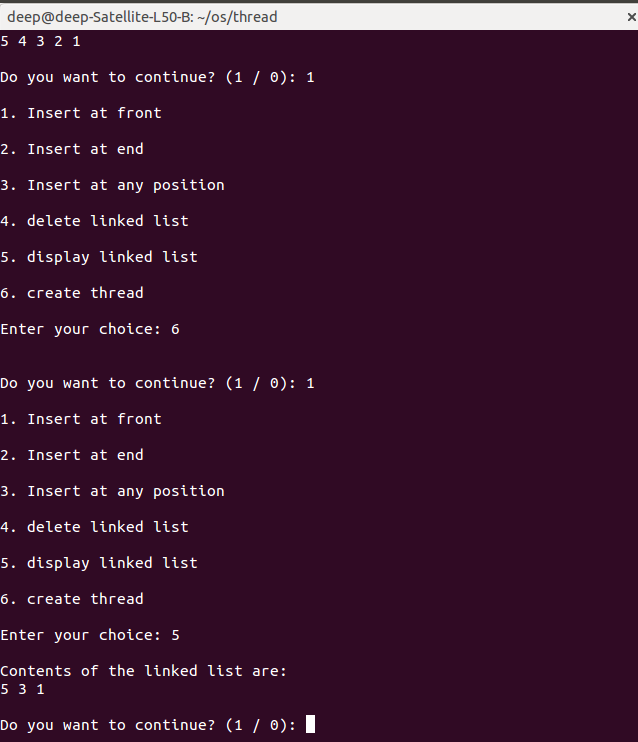 deep@deep-Satellite-L50-B: ~/os/thread
5 4 3 2 1
Do you want to continue? (1 / 0): 1
1. Insert at front
2. Insert at end
3. Insert at any position
4. delete linked list
5. display linked list
6. create thread
Enter your choice: 6
Do you want to continue? (1 / 0): 1
1. Insert at front
2. Insert at end
3. Insert at any position
4. delete linked list
5. display linked list
6. create thread
Enter your choice: 5
Contents of the linked list are:
5 3 1
Do you want to continue? (1 / 0):